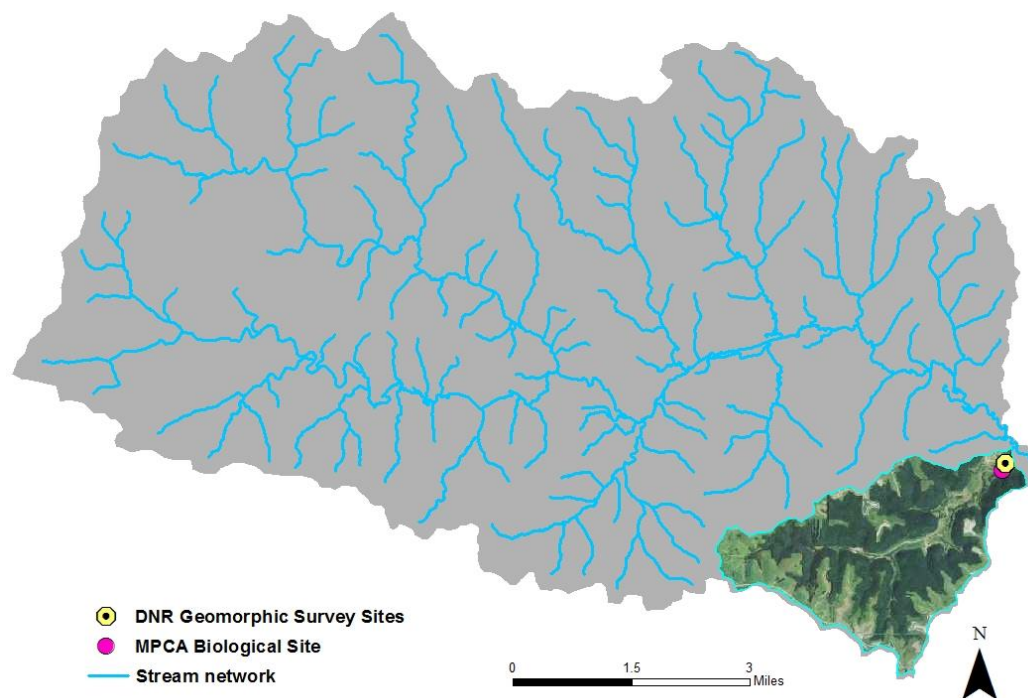 DNR Geomorphic Survey Sites
MPCA Biological Site
Stream network
0 1.5 3
Miles
N